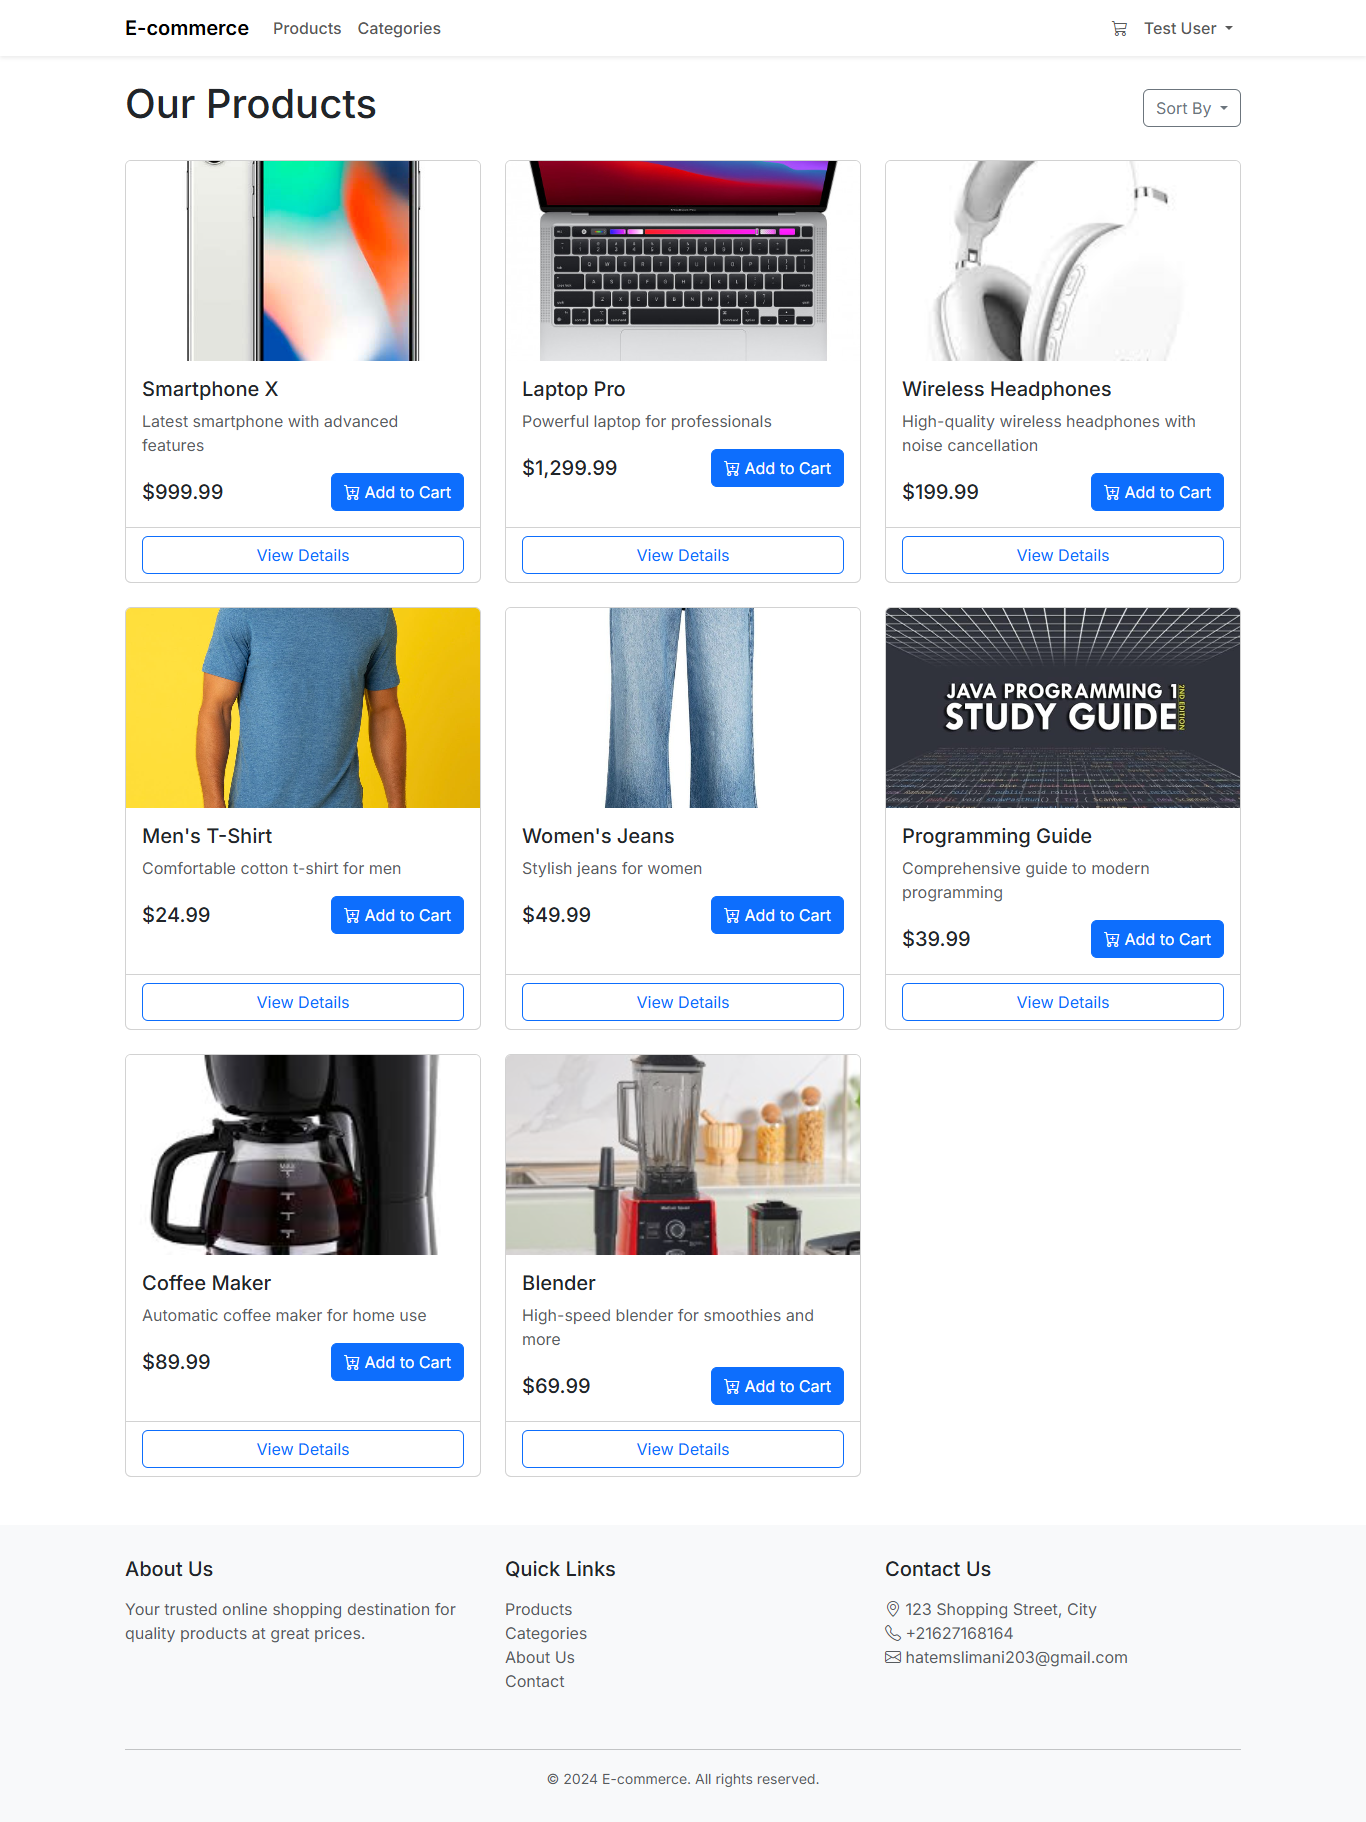 E-commerce Products Categories Test User
Our Products Sort By
Smartphone X
Latest smartphone with advanced
features
$999.99 Add to Cart
View Details
Laptop Pro
Powerful laptop for professionals
$1,299.99 Add to Cart
View Details
Wireless Headphones
High-quality wireless headphones with
noise cancellation
$199.99 Add to Cart
View Details
Men's T-Shirt
Comfortable cotton t-shirt for men
$24.99 Add to Cart
View Details
Women's Jeans
Stylish jeans for women
$49.99 Add to Cart
View Details
JAVA PROGRAMMING 1
STUDY GUIDE
2ND EDITION
Programming Guide
Comprehensive guide to modern
programming
$39.99 Add to Cart
View Details
Coffee Maker
Automatic coffee maker for home use
$89.99 Add to Cart
View Details
Blender
High-speed blender for smoothies and
more
$69.99 Add to Cart
View Details
About Us
Your trusted online shopping destination for
quality products at great prices.
Quick Links
Products
Categories
About Us
Contact
Contact Us
123 Shopping Street, City
+21627168164
hatemslimani203@gmail.com
© 2024 E-commerce. All rights reserved.